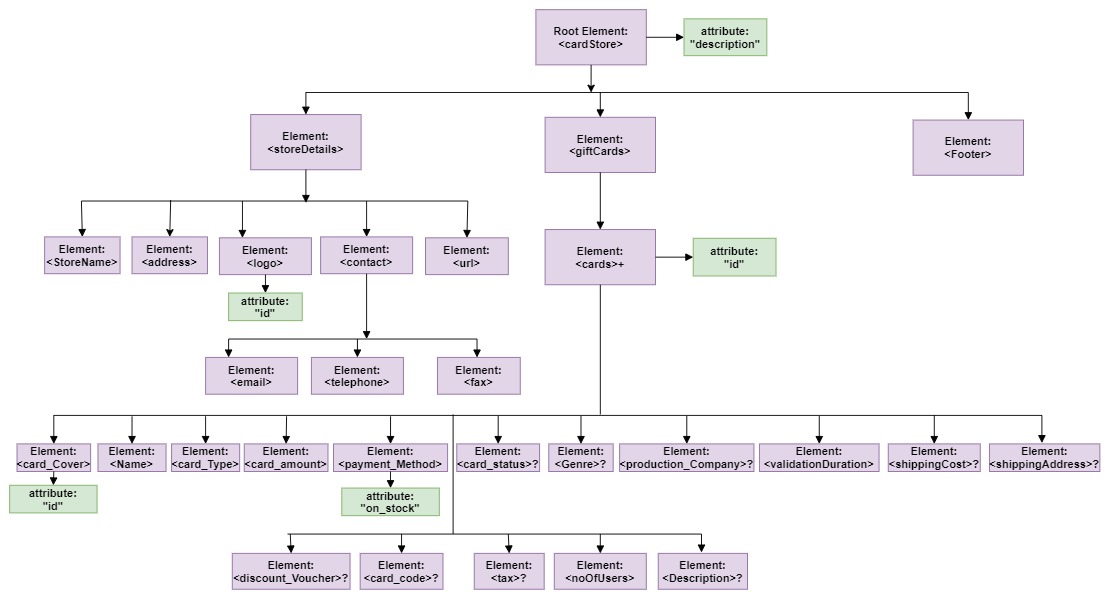 Root Element:
<cardStore>
attribute:
"description"
Element:
<storeDetails>
Element:
<giftCards>
Element:
<Footer>
Element:
<StoreName>
Element:
<address>
Element:
<logo>
Element:
<contact>
Element:
<url>
Element:
<cards>+
attribute:
"id"
attribute:
"id"
Element:
<email>
Element:
<telephone>
Element:
<fax>
Element:
<card_Cover>
Element:
<Name>
Element:
<card_Type>
Element:
<card_amount>
Element:
<payment_Method>
Element:
<card_status>?
Element:
<Genre>?
Element:
<production_Company>?
Element:
<validationDuration>
Element:
<shippingCost>?
Element:
<shippingAddress>?
attribute:
"id"
attribute:
"on_stock"
Element:
<discount_Voucher>?
Element:
<card_code>?
Element:
<tax>?
Element:
<noOfUsers>
Element:
<Description>?